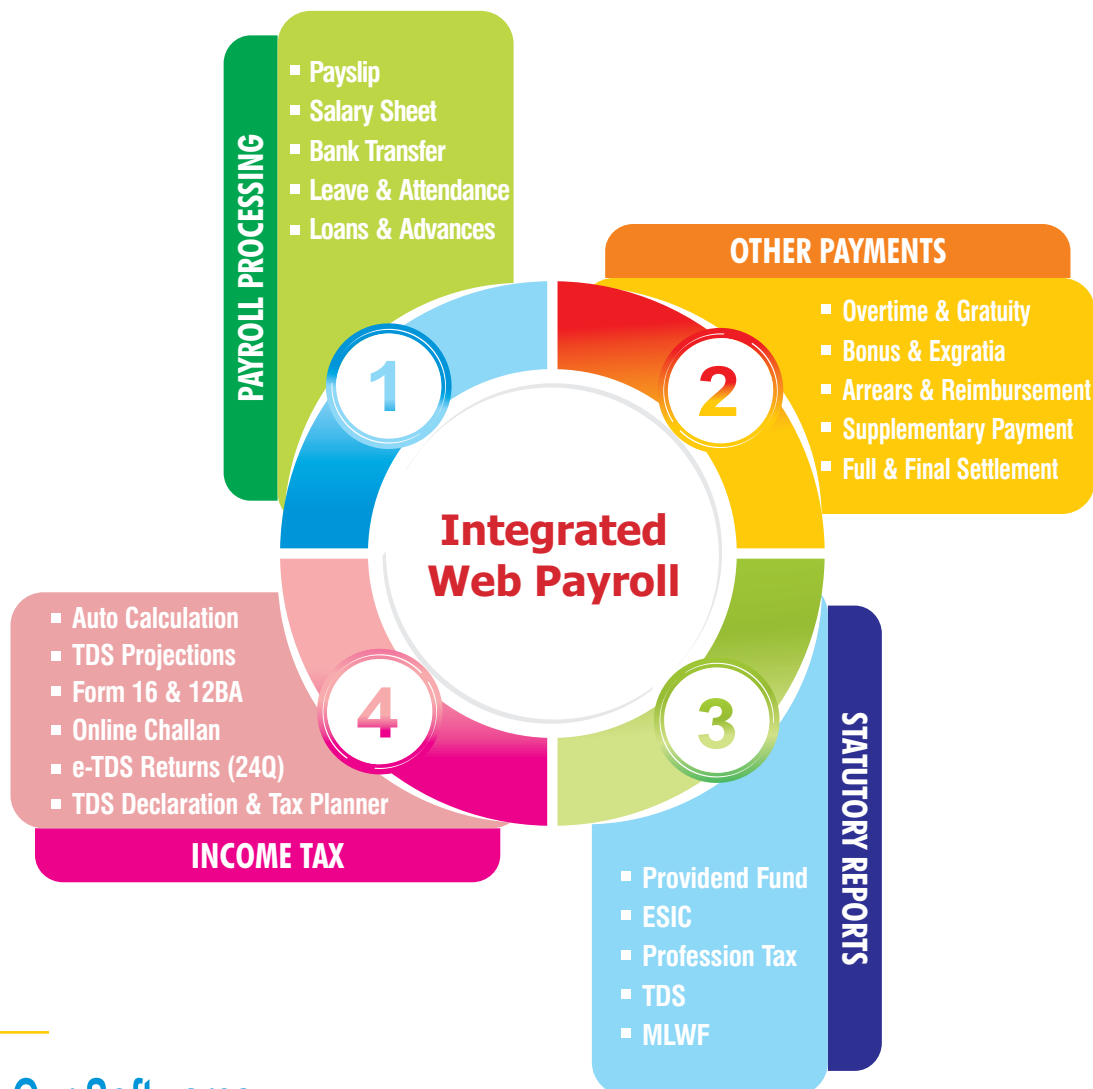 PAYROLL PROCESSING
Payslip
Salary Sheet
Bank Transfer
Leave & Attendance
Loans & Advances
1
OTHER PAYMENTS
Overtime & Gratuity
Bonus & Exgratia
Arrears & Reimbursement
Supplementary Payment
Full & Final Settlement
2
Integrated
Web Payroll
STATUTORY REPORTS
Provident Fund
ESIC
Profession Tax
TDS
MLWF
3
Auto Calculation
TDS Projections
Form 16 & 12BA
Online Challan
e-TDS Returns (24Q)
TDS Declaration & Tax Planner
INCOME TAX
4